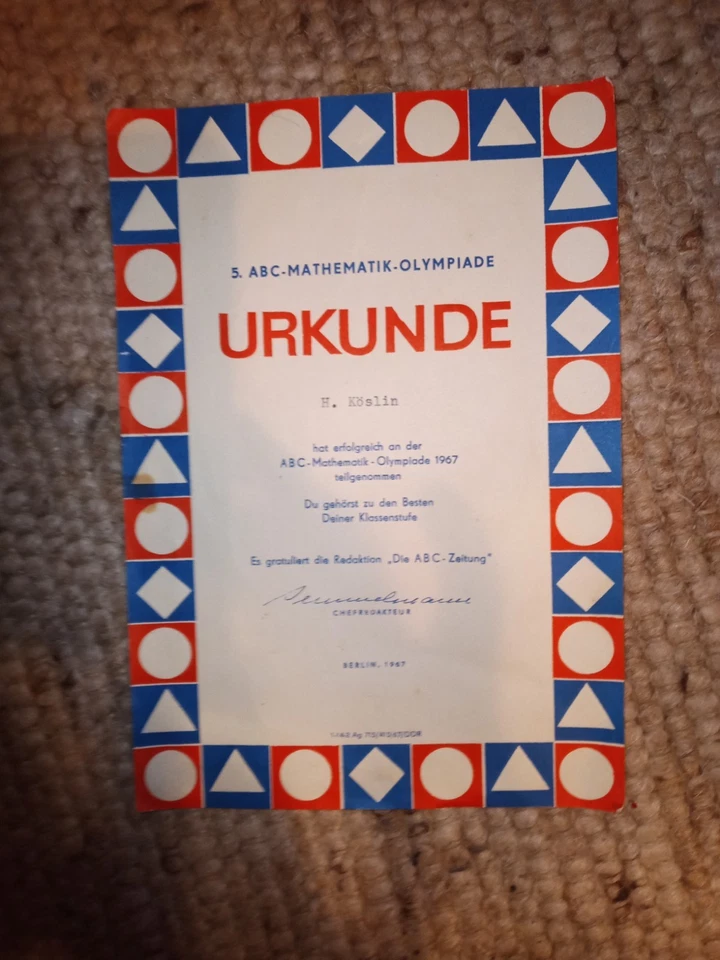 5. ABC-MATHEMATIK-OLYMPIADE
URKUNDE
H. Köslin
hat erfolgreich an der
ABC-Mathematik-Olympiade 1967
teilgenommen
Du gehörst zu den Besten
Deiner Klassenstufe
Es gratuliert die Redaktion „Die ABC-Zeitung"
CHEFREDAKTEUR
BERLIN, 1967